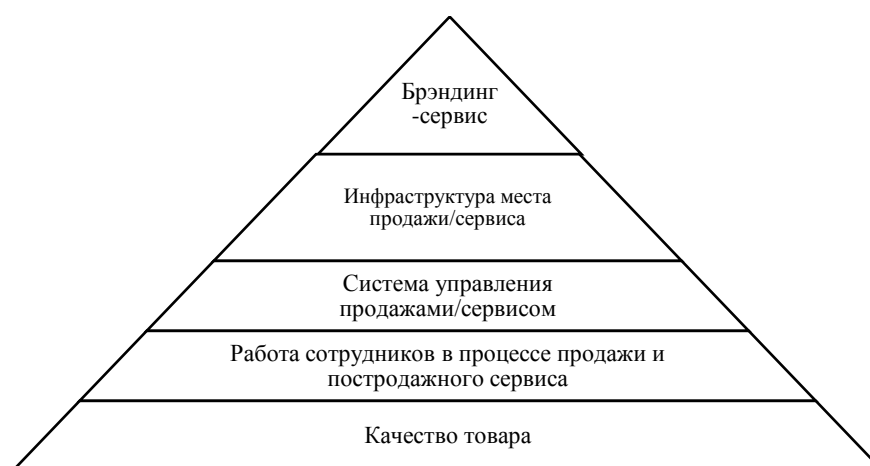 Брэндинг
-сервис
Инфраструктура места
продажи/сервиса
Система управления
продажами/сервисом
Работа сотрудников в процессе продажи и
постродажного сервиса
Качество товара